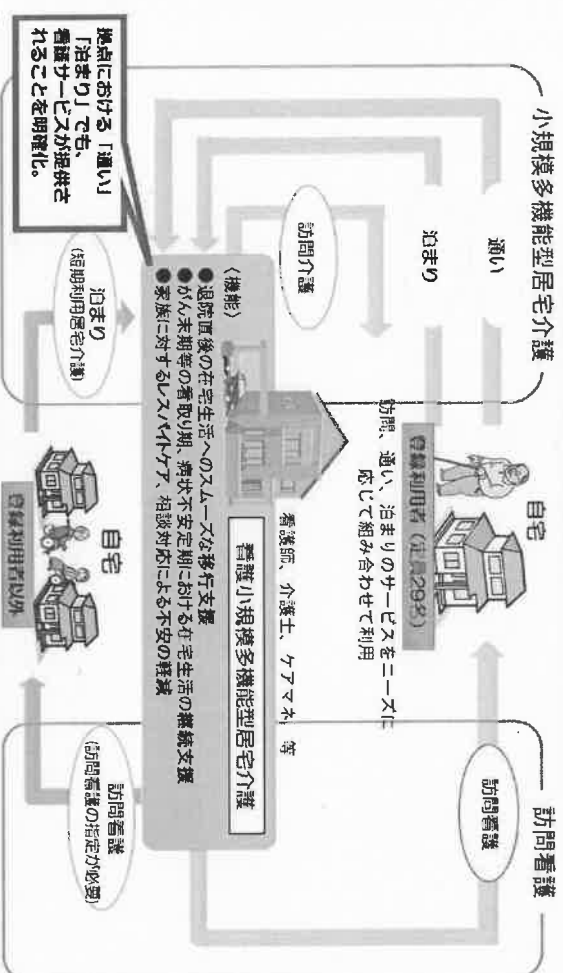 小規模多機能型居宅介護
訪問看護
自宅
登録利用者（定員29名）
通い
泊まり
訪問介護
訪問、通い、泊まりのサービスをニーズに
応じて組み合わせて利用
訪問看護
看護師、介護士、ケアマネ 等
看護小規模多機能型居宅介護
〈機能〉
●退院直後の在宅生活へのスムーズな移行支援
●がん末期等の看取り期、病状不安定期における在宅生活の継続支援
●家族に対するレスパイトケア、相談対応による不安の軽減
拠点における「通い」
「泊まり」でも、
看護サービスが提供さ
れることを明確化。
泊まり
(短期利用居宅介護)
自宅
登録利用者以外
訪問看護
(訪問看護の指定が必要)